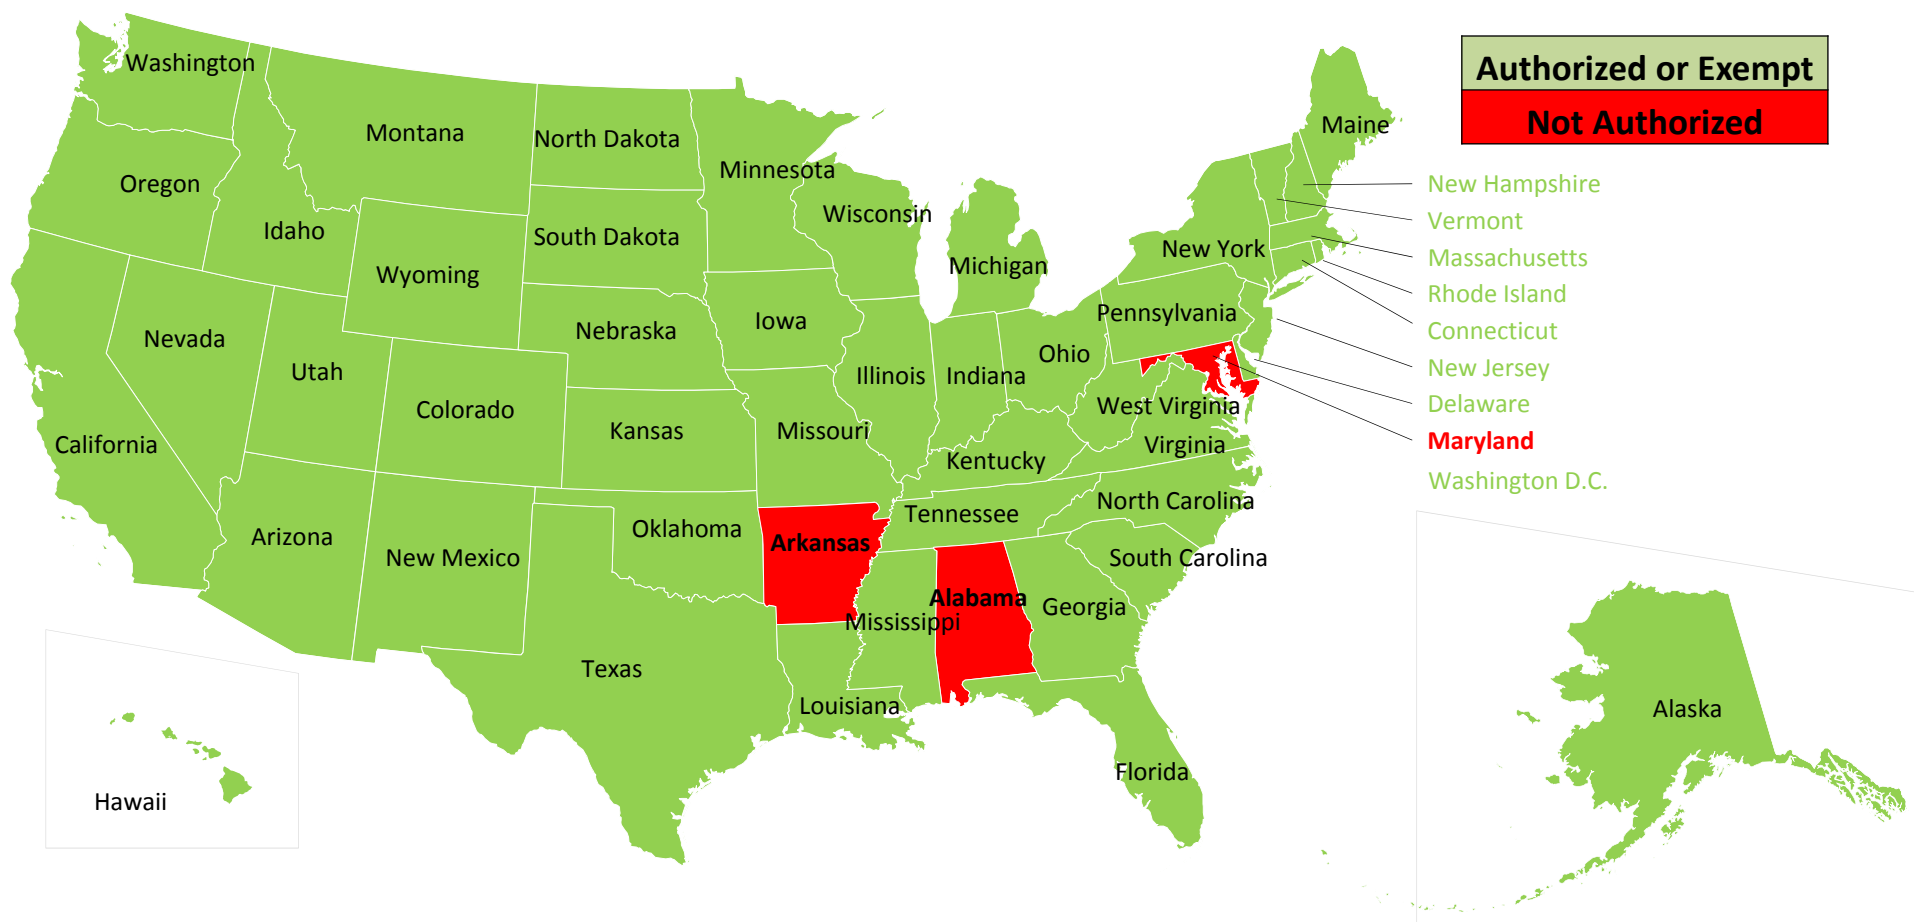 Authorized or Exempt
Not Authorized
Washington
Montana
North Dakota
Minnesota
Maine
Oregon
Idaho
Wyoming
South Dakota
Wisconsin
Michigan
New York
New Hampshire
Vermont
Massachusetts
Rhode Island
Connecticut
New Jersey
Delaware
Maryland
Washington D.C.
Nevada
Utah
Colorado
Nebraska
Iowa
Illinois
Indiana
Ohio
Pennsylvania
California
Kansas
Missouri
Kentucky
West Virginia
Virginia
Arizona
New Mexico
Oklahoma
Arkansas
Tennessee
North Carolina
South Carolina
Texas
Louisiana
Mississippi
Alabama
Georgia
Florida
Hawaii
Alaska